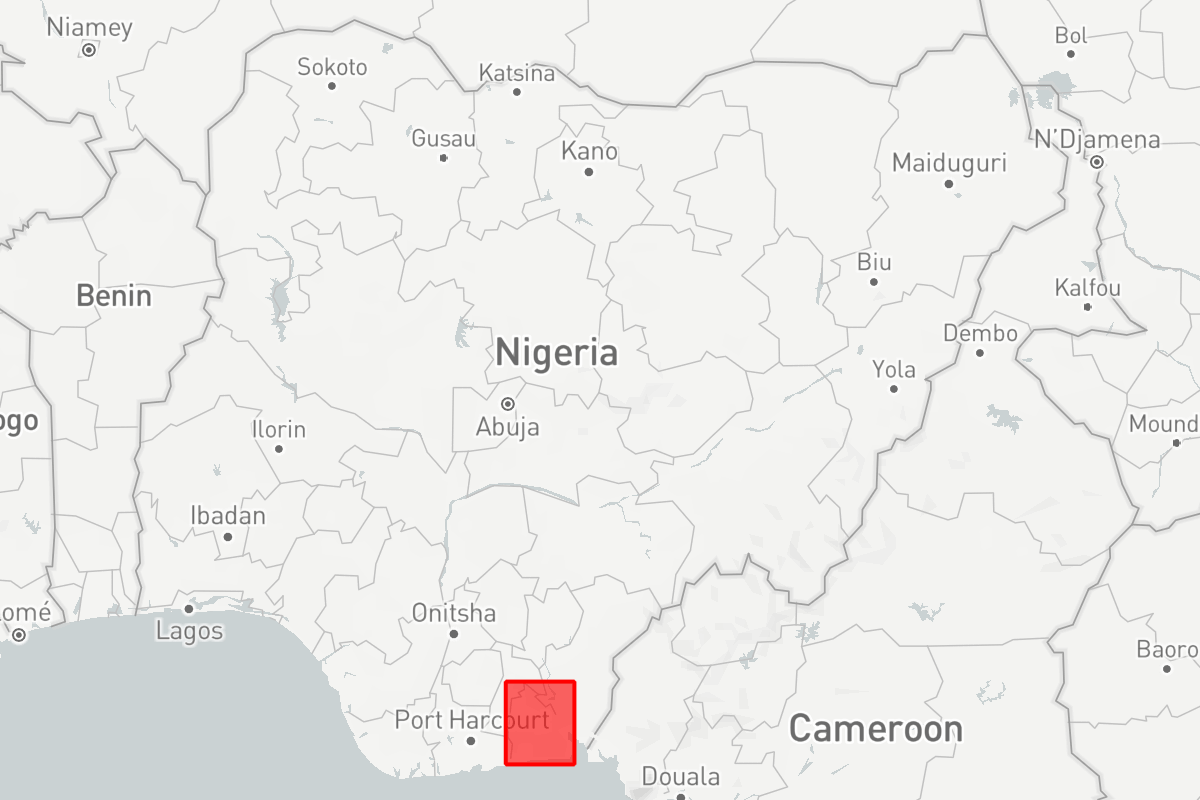 Niamey
Bol
Sokoto
Katsina
Gusau
N'Djamena
Kano
Maiduguri
Biu
Kalfou
Benin
Dembo
Nigeria
Yola
ogo
Abuja
Mound
Ilorin
Ibadan
Onitsha
omé
Lagos
Baoro
Port Harcourt
Cameroon
Douala